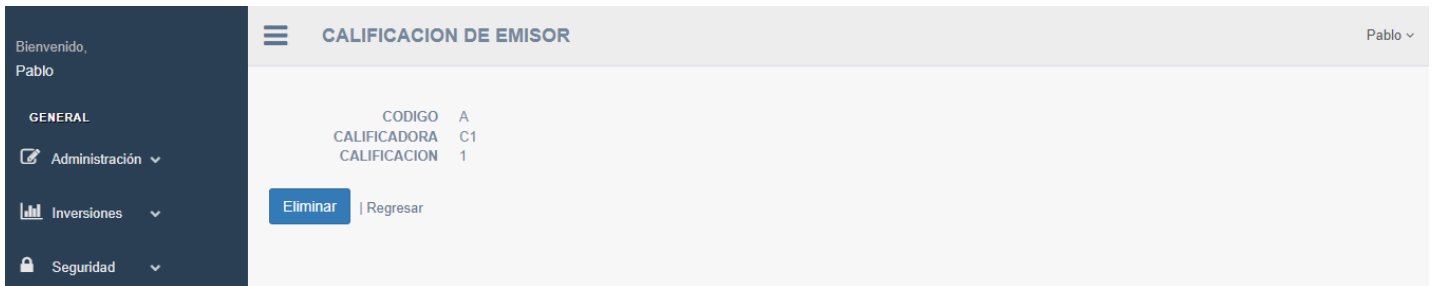 Bienvenido,
Pablo
GENERAL
Administración
Inversiones
Seguridad
CALIFICACION DE EMISOR
Pablo
CODIGO A
CALIFICADORA C1
CALIFICACION 1
Eliminar | Regresar